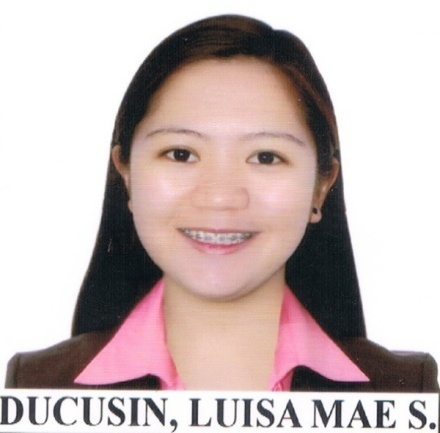 DUCUSIN, LUISA MAE S.